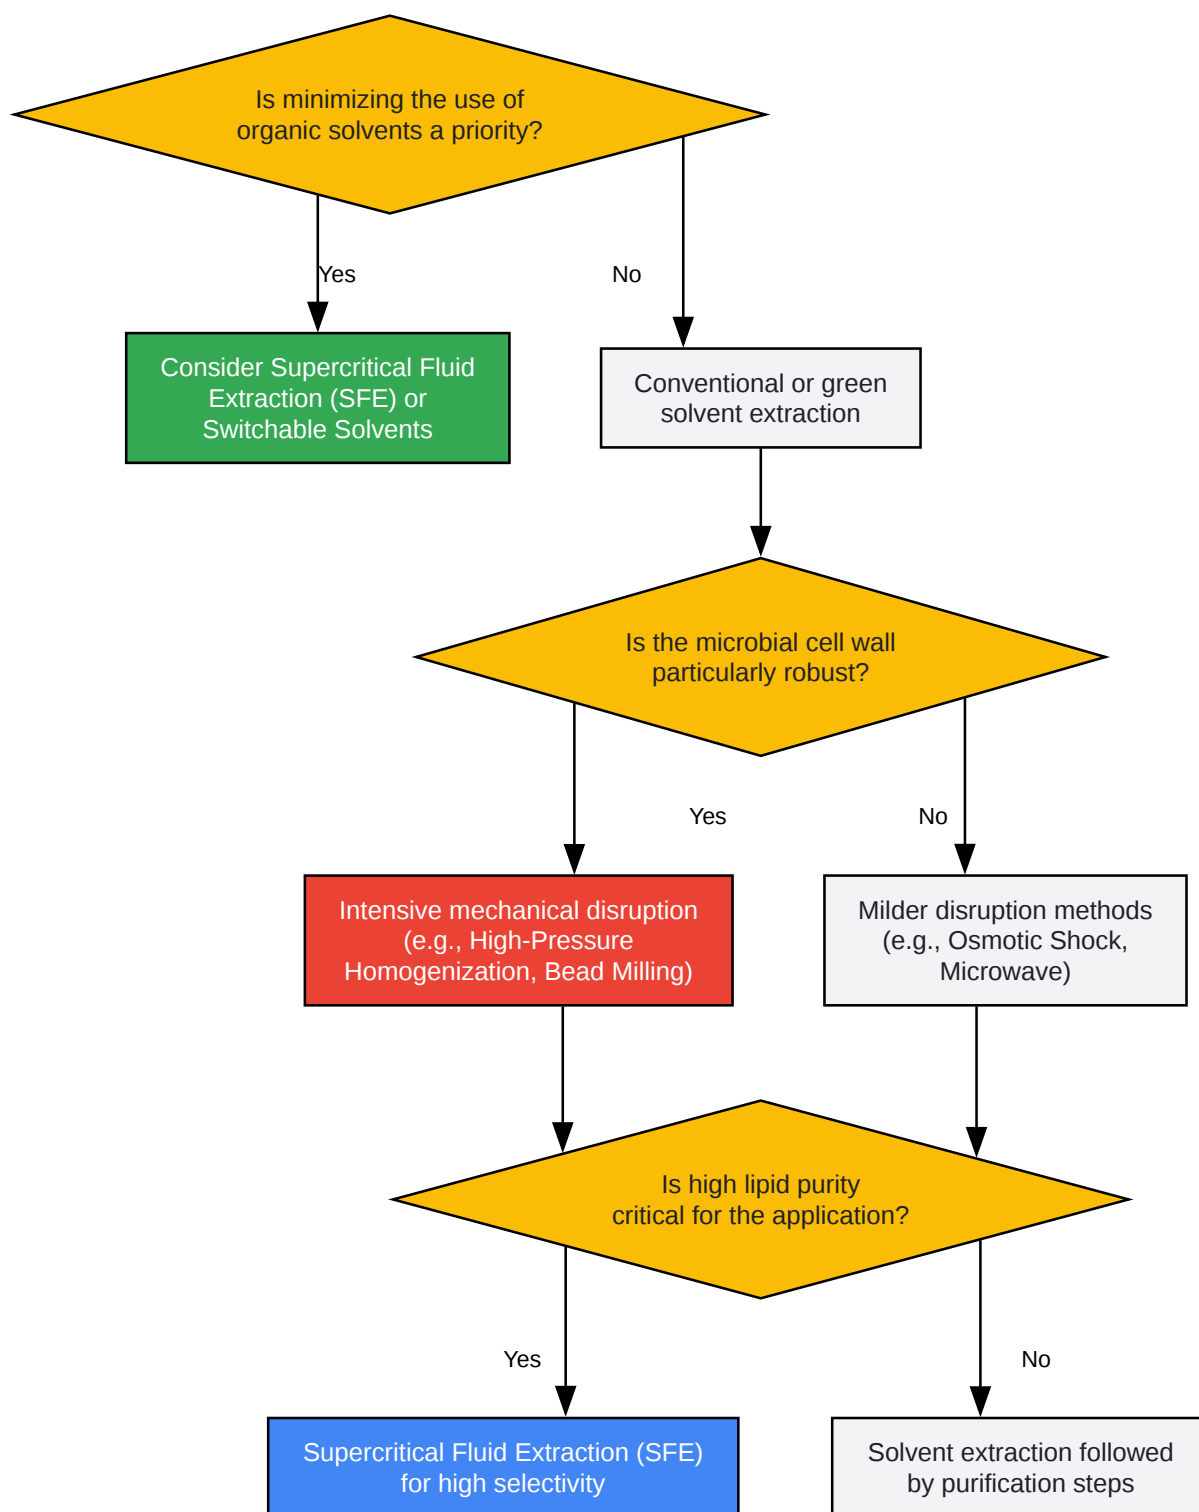 Is minimizing the use of
organic solvents a priority?
Yes
No
Consider Supercritical Fluid
Extraction (SFE) or
Switchable Solvents
Conventional or green
solvent extraction
Is the microbial cell wall
particularly robust?
Yes
No
Intensive mechanical disruption
(e.g., High-Pressure
Homogenization, Bead Milling)
Milder disruption methods
(e.g., Osmotic Shock,
Microwave)
Is high lipid purity
critical for the application?
Yes
No
Supercritical Fluid Extraction (SFE)
for high selectivity
Solvent extraction followed
by purification steps